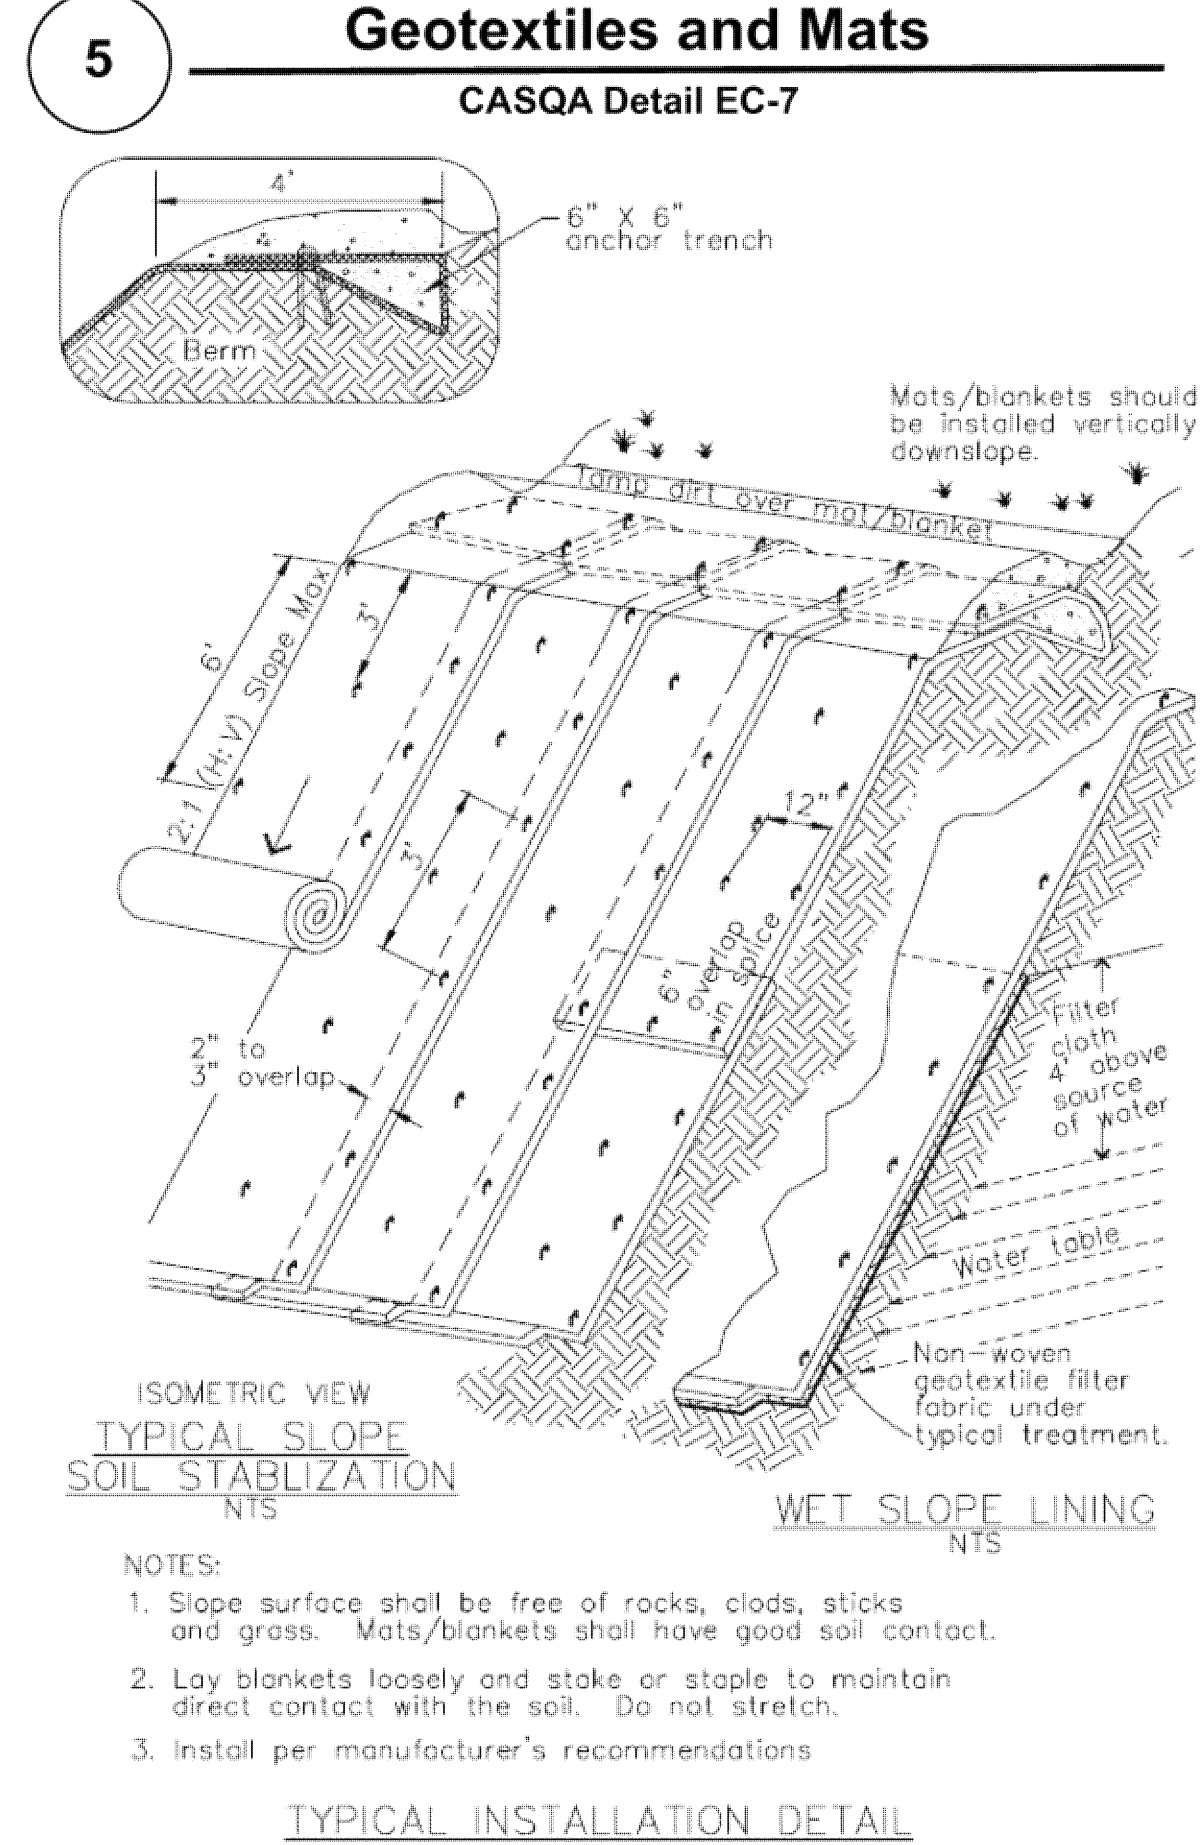 5
Geotextiles and Mats
CASQA Detail EC-7
4'
6" X 6"
anchor trench
Berm
Mats/blankets should
be installed vertically
downslope.
Tamp dirt over mat/blanket
6'
2:1 (H:V) Slope Max
3'
3'
12"
6"
overlap
in splice
2" to
3" overlap
Filter
cloth
4' above
source
of water
Water table
Non-woven
geotextile filter
fabric under
typical treatment.
ISOMETRIC VIEW
TYPICAL SLOPE
SOIL STABLIZATION
NTS
WET SLOPE LINING
NTS
NOTES:
1. Slope surface shall be free of rocks, clods, sticks
and grass. Mats/blankets shall have good soil contact.
2. Lay blankets loosely and stake or staple to maintain
direct contact with the soil. Do not stretch.
3. Install per manufacturer's recommendations
TYPICAL INSTALLATION DETAIL